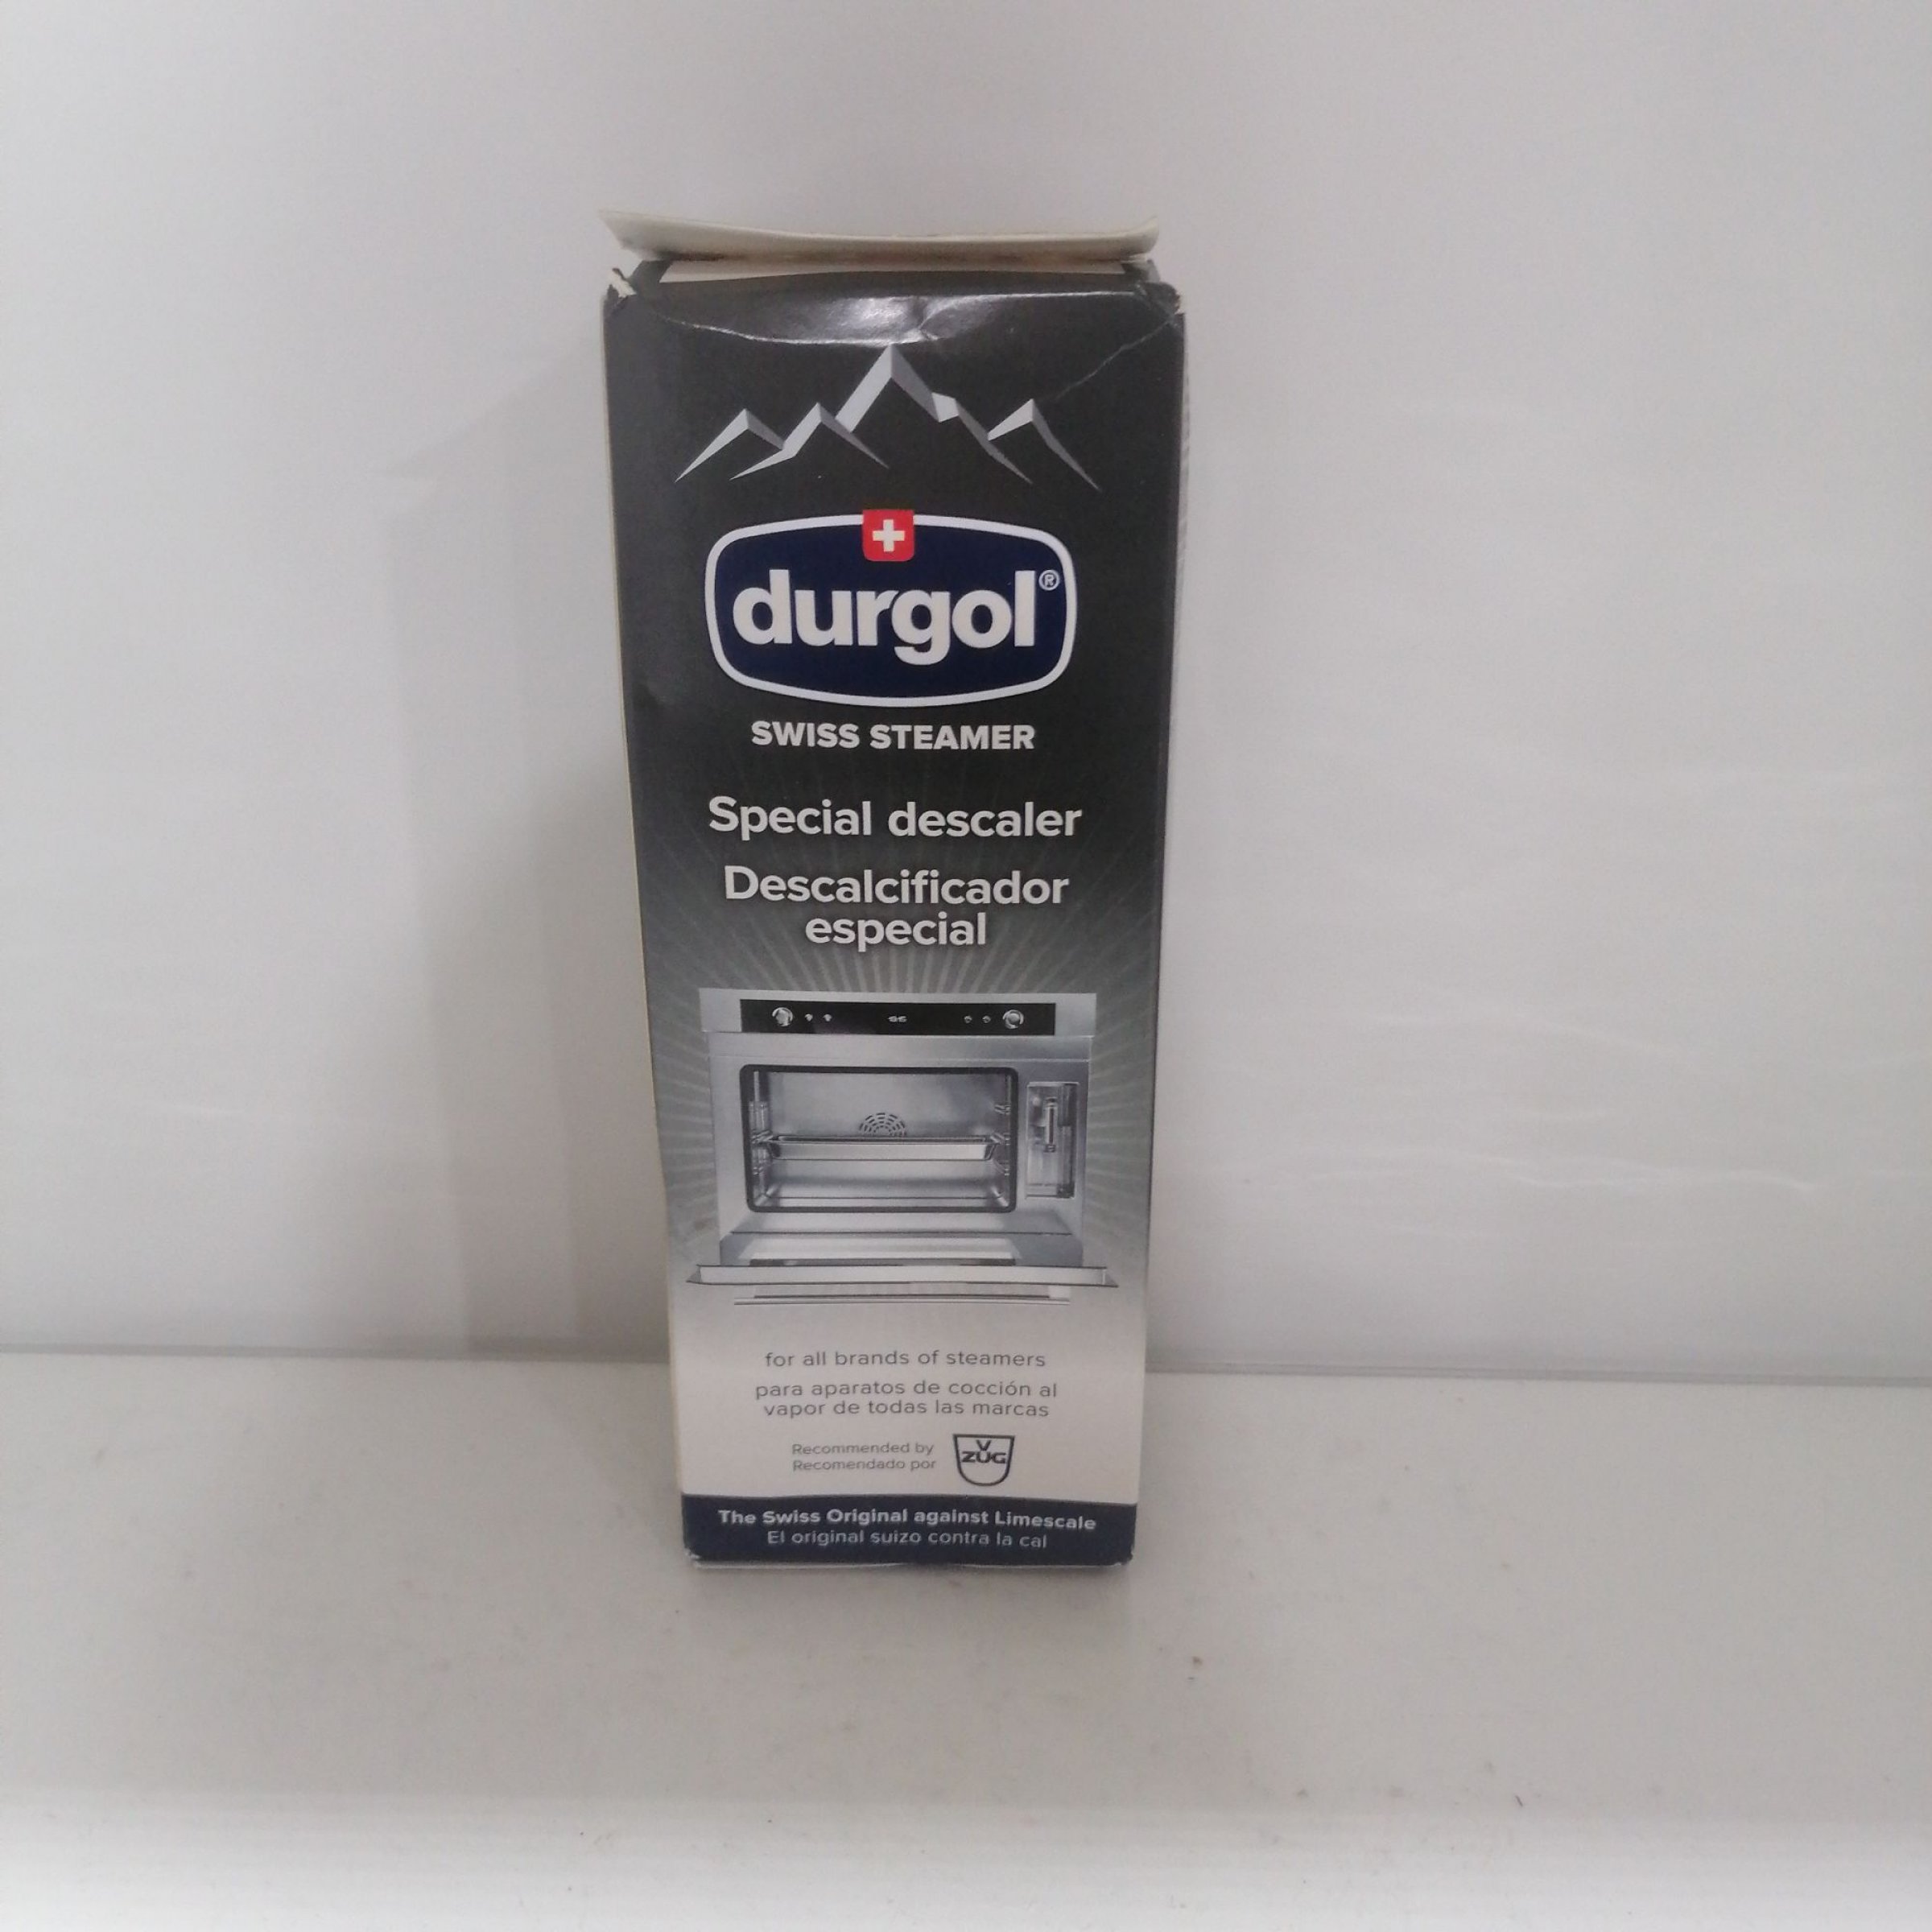 durgol®
SWISS STEAMER
Special descaler
Descalcificador
especial
for all brands of steamers
para aparatos de cocción al
vapor de todas las marcas
Recommended by
Recomendado por
V
ZUG
The Swiss Original against Limescale
El original suizo contra la cal